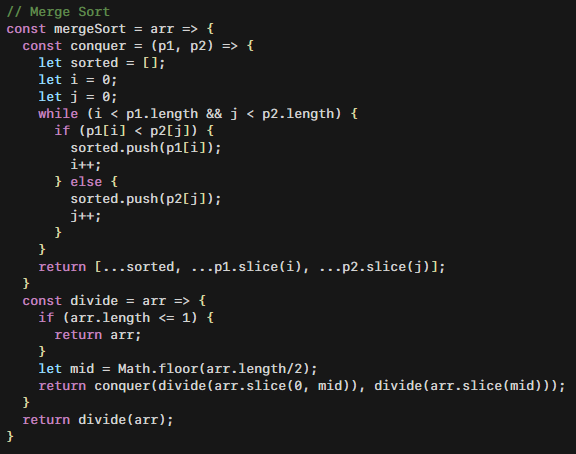 // Merge Sort
const mergeSort = arr => {
  const conquer = (p1, p2) => {
    let sorted = [];
    let i = 0;
    let j = 0;
    while (i < p1.length && j < p2.length) {
      if (p1[i] < p2[j]) {
        sorted.push(p1[i]);
        i++;
      } else {
        sorted.push(p2[j]);
        j++;
      }
    }
    return [...sorted, ...p1.slice(i), ...p2.slice(j)];
  }
  const divide = arr => {
    if (arr.length <= 1) {
      return arr;
    }
    let mid = Math.floor(arr.length/2);
    return conquer(divide(arr.slice(0, mid)), divide(arr.slice(mid)));
  }
  return divide(arr);
}